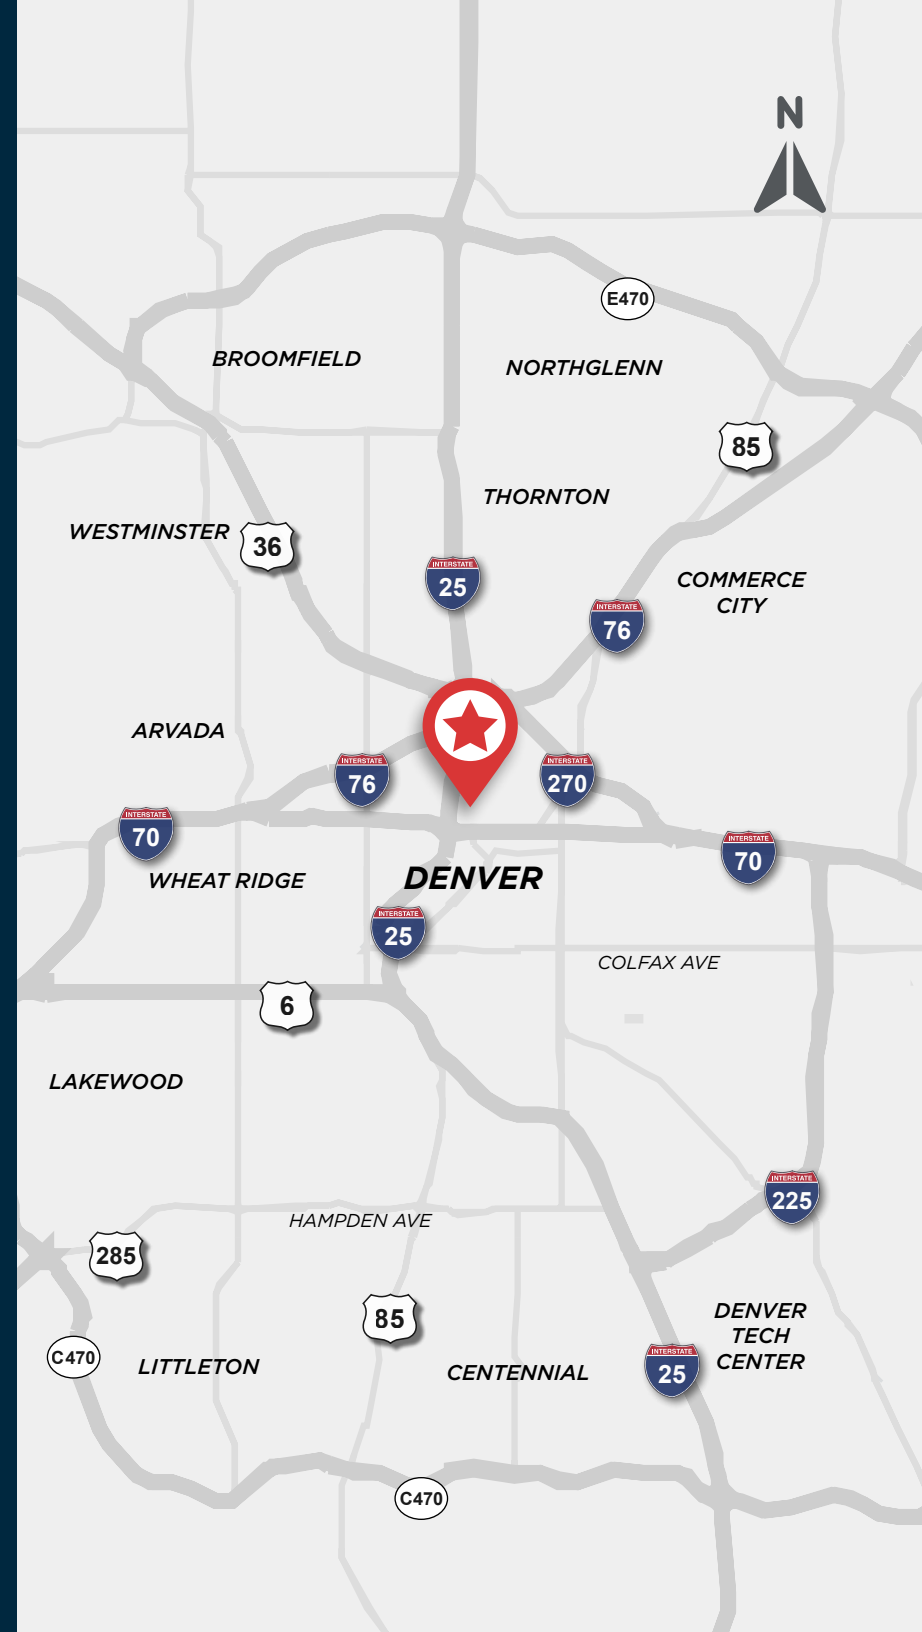 N
E470
BROOMFIELD
NORTHGLENN
85
THORNTON
WESTMINSTER
36
INTERSTATE
25
COMMERCE
CITY
INTERSTATE
76
ARVADA
INTERSTATE
76
INTERSTATE
270
INTERSTATE
70
INTERSTATE
70
WHEAT RIDGE
DENVER
INTERSTATE
25
COLFAX AVE
6
LAKEWOOD
INTERSTATE
225
HAMPDEN AVE
285
85
DENVER
TECH
CENTER
C470
LITTLETON
CENTENNIAL
INTERSTATE
25
C470